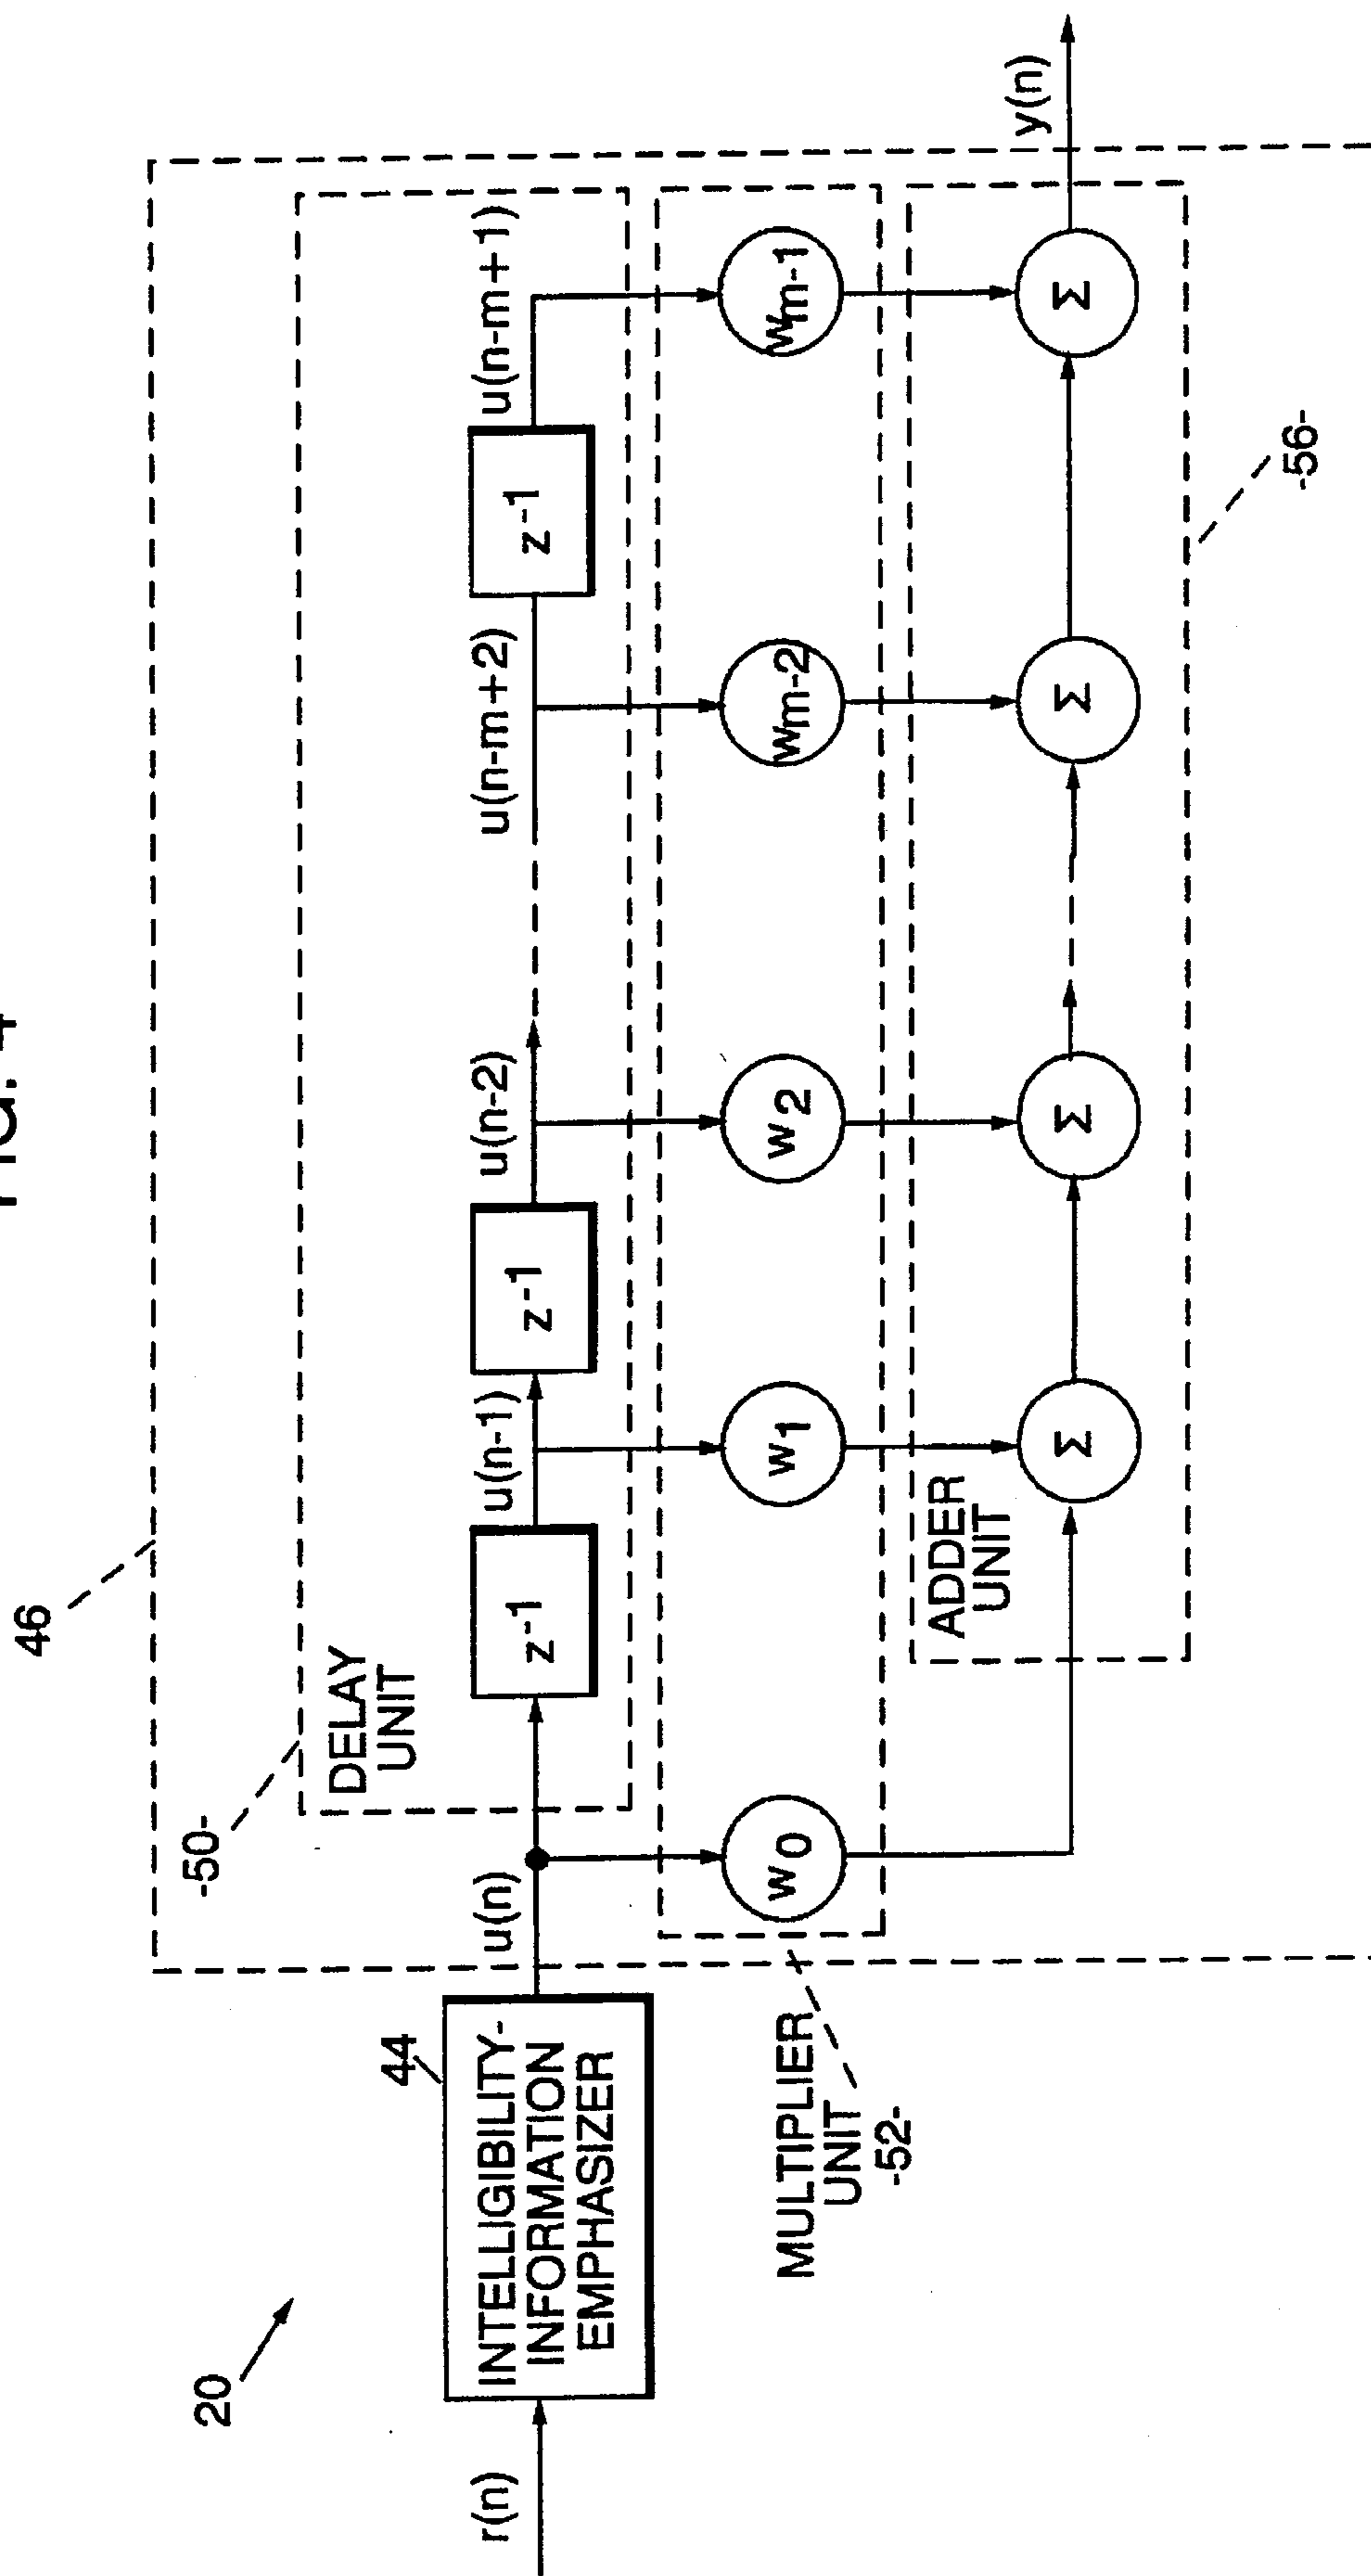 FIG. 4
46
-50-
DELAY
UNIT
20
44
r(n)
INTELLIGIBILITY-
INFORMATION
EMPHASIZER
u(n)
z-1
u(n-1)
z-1
u(n-2)
u(n-m+2)
z-1
u(n-m+1)
MULTIPLIER
UNIT
-52-
w0
w1
w2
wm-2
wm-1
ADDER
UNIT
Σ
Σ
Σ
Σ
y(n)
-56-